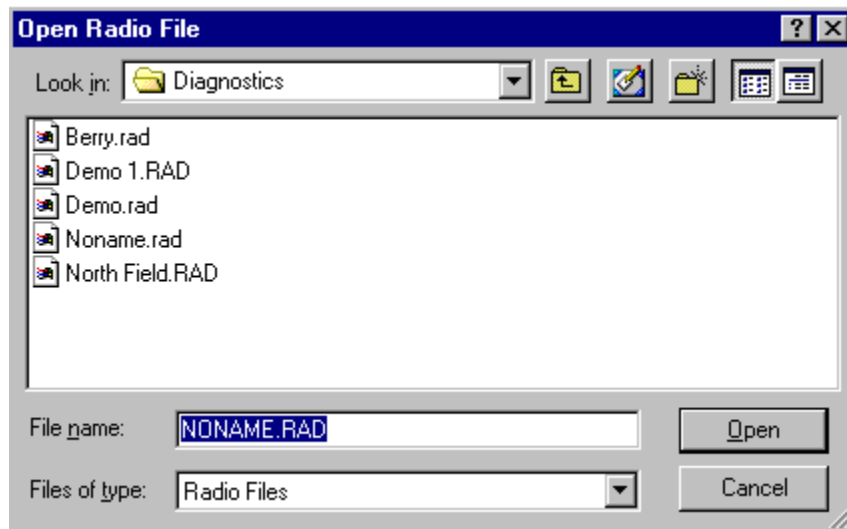 Open Radio File
Look in: Diagnostics
Berry.rad
Demo 1.RAD
Demo.rad
Noname.rad
North Field.RAD
File name: NONAME.RAD Open
Files of type: Radio Files Cancel